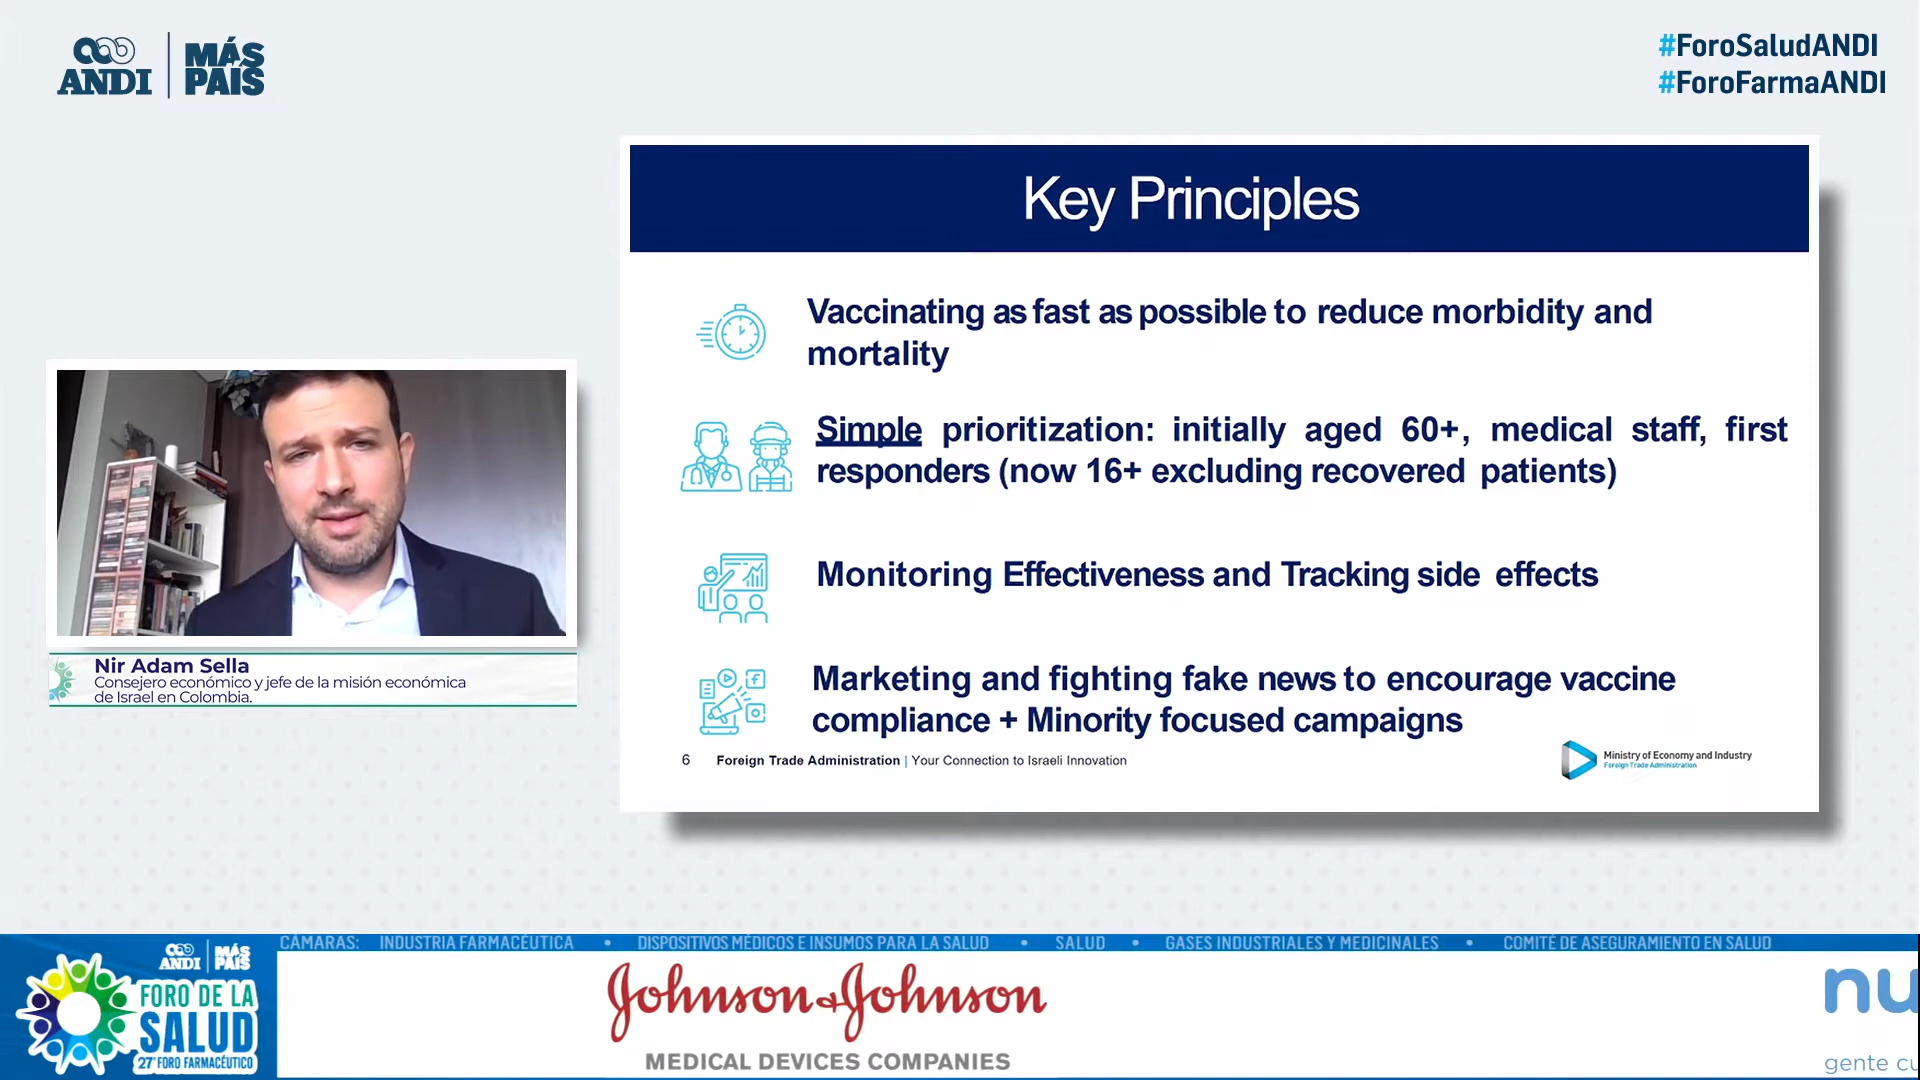 ANDI
MÁS
PAÍS
#ForoSaludANDI
#ForoFarmaANDI
Key Principles
Vaccinating as fast as possible to reduce morbidity and
mortality
Simple prioritization: initially aged 60+, medical staff, first
responders (now 16+ excluding recovered patients)
Monitoring Effectiveness and Tracking side effects
Marketing and fighting fake news to encourage vaccine
compliance + Minority focused campaigns
6 Foreign Trade Administration | Your Connection to Israeli Innovation
Ministry of Economy and Industry
Foreign Trade Administration
Nir Adam Sella
Consejero económico y jefe de la misión económica
de Israel en Colombia.
CÁMARAS: INDUSTRIA FARMACÉUTICA • DISPOSITIVOS MÉDICOS E INSUMOS PARA LA SALUD • SALUD • GASES INDUSTRIALES Y MEDICINALES • COMITÉ DE ASEGURAMIENTO EN SALUD
ANDI
MÁS
PAÍS
FORO DE LA
SALUD
27º FORO FARMACÉUTICO
Johnson & Johnson
MEDICAL DEVICES COMPANIES
nu
gente cu